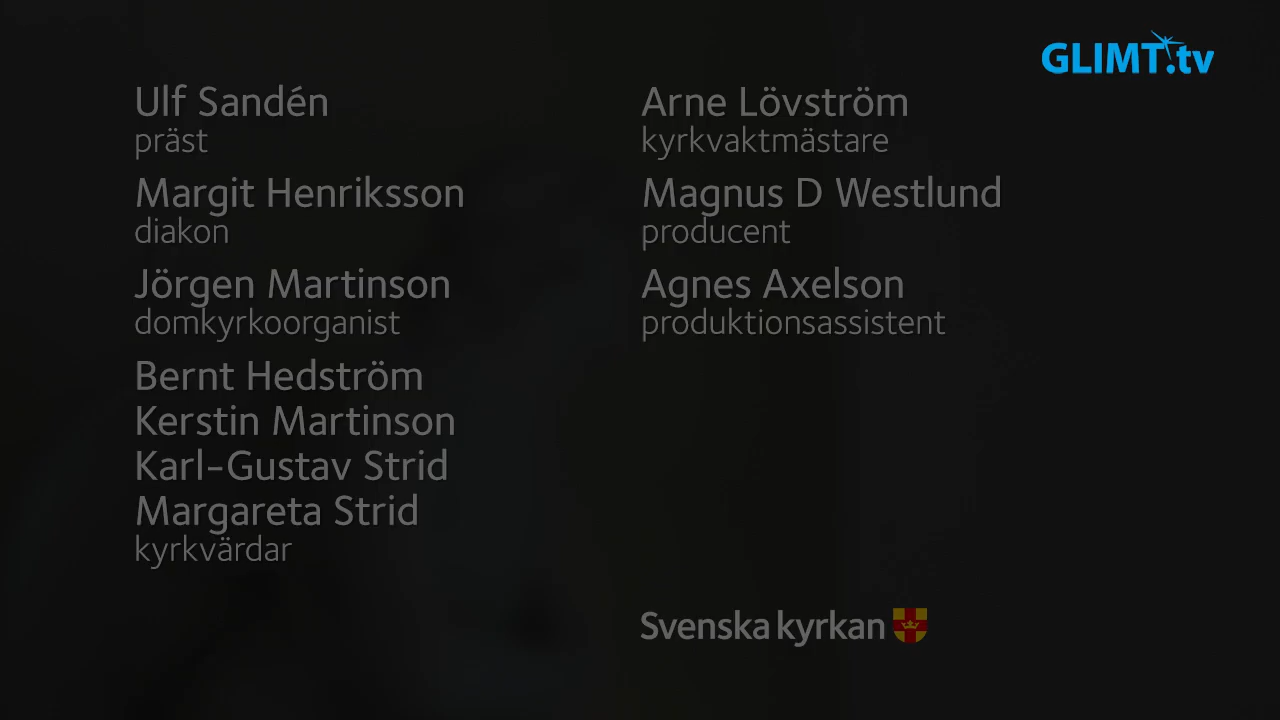 GLIMT.tv
Ulf Sandén
präst
Margit Henriksson
diakon
Jörgen Martinson
domkyrkoorganist
Bernt Hedström
Kerstin Martinson
Karl-Gustav Strid
Margareta Strid
kyrkvärdar
Arne Lövström
kyrkvaktmästare
Magnus D Westlund
producent
Agnes Axelson
produktionsassistent
Svenska kyrkan